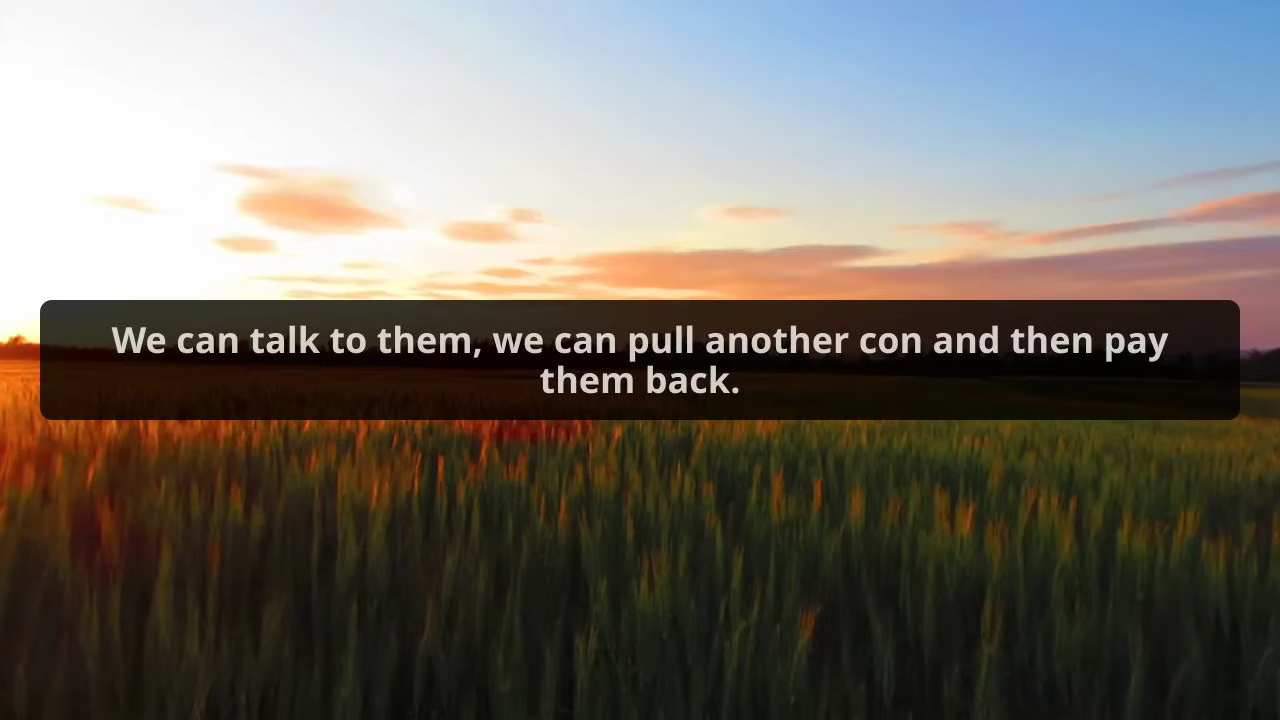 We can talk to them, we can pull another con and then pay
them back.